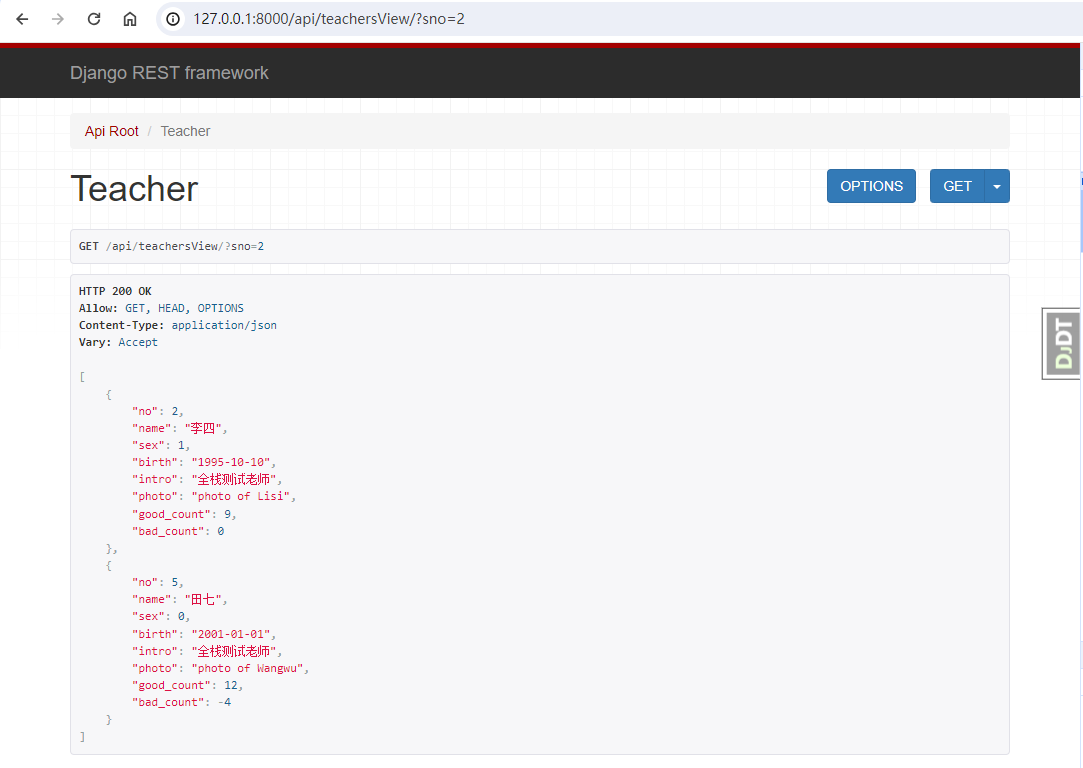 127.0.0.1:8000/api/teachersView/?sno=2
Django REST framework
Api Root / Teacher
Teacher
OPTIONS
GET
GET /api/teachersView/?sno=2
HTTP 200 OK
Allow: GET, HEAD, OPTIONS
Content-Type: application/json
Vary: Accept
[
{
"no": 2,
"name": "李四",
"sex": 1,
"birth": "1995-10-10",
"intro": "全栈测试老师",
"photo": "photo of Lisi",
"good_count": 9,
"bad_count": 0
},
{
"no": 5,
"name": "田七",
"sex": 0,
"birth": "2001-01-01",
"intro": "全栈测试老师",
"photo": "photo of Wangwu",
"good_count": 12,
"bad_count": -4
}
]
DJDT